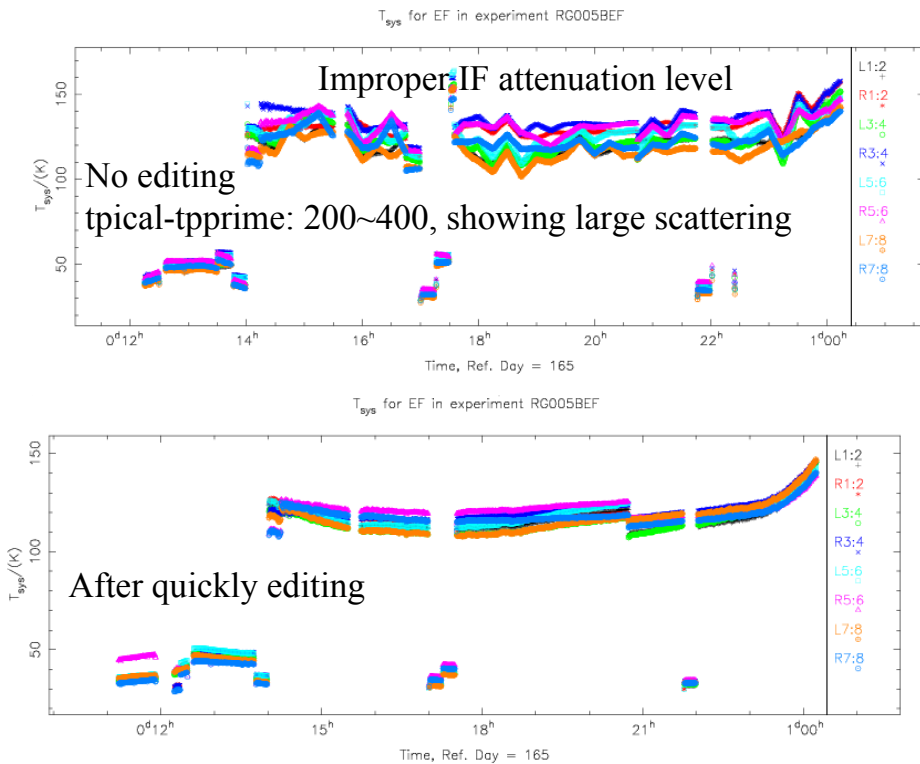 T_sys for EF in experiment RG005BEF
Improper IF attenuation level
No editing
tpical-tpprime: 200~400, showing large scattering
T_sys/(K)
150
100
50
L1:2
R1:2
L3:4
R3:4
L5:6
R5:6
L7:8
R7:8
0^d12^h 14^h 16^h 18^h 20^h 22^h 1^d00^h
Time, Ref. Day = 165
T_sys for EF in experiment RG005BEF
After quickly editing
T_sys/(K)
150
100
50
L1:2
R1:2
L3:4
R3:4
L5:6
R5:6
L7:8
R7:8
0^d12^h 15^h 18^h 21^h 1^d00^h
Time, Ref. Day = 165